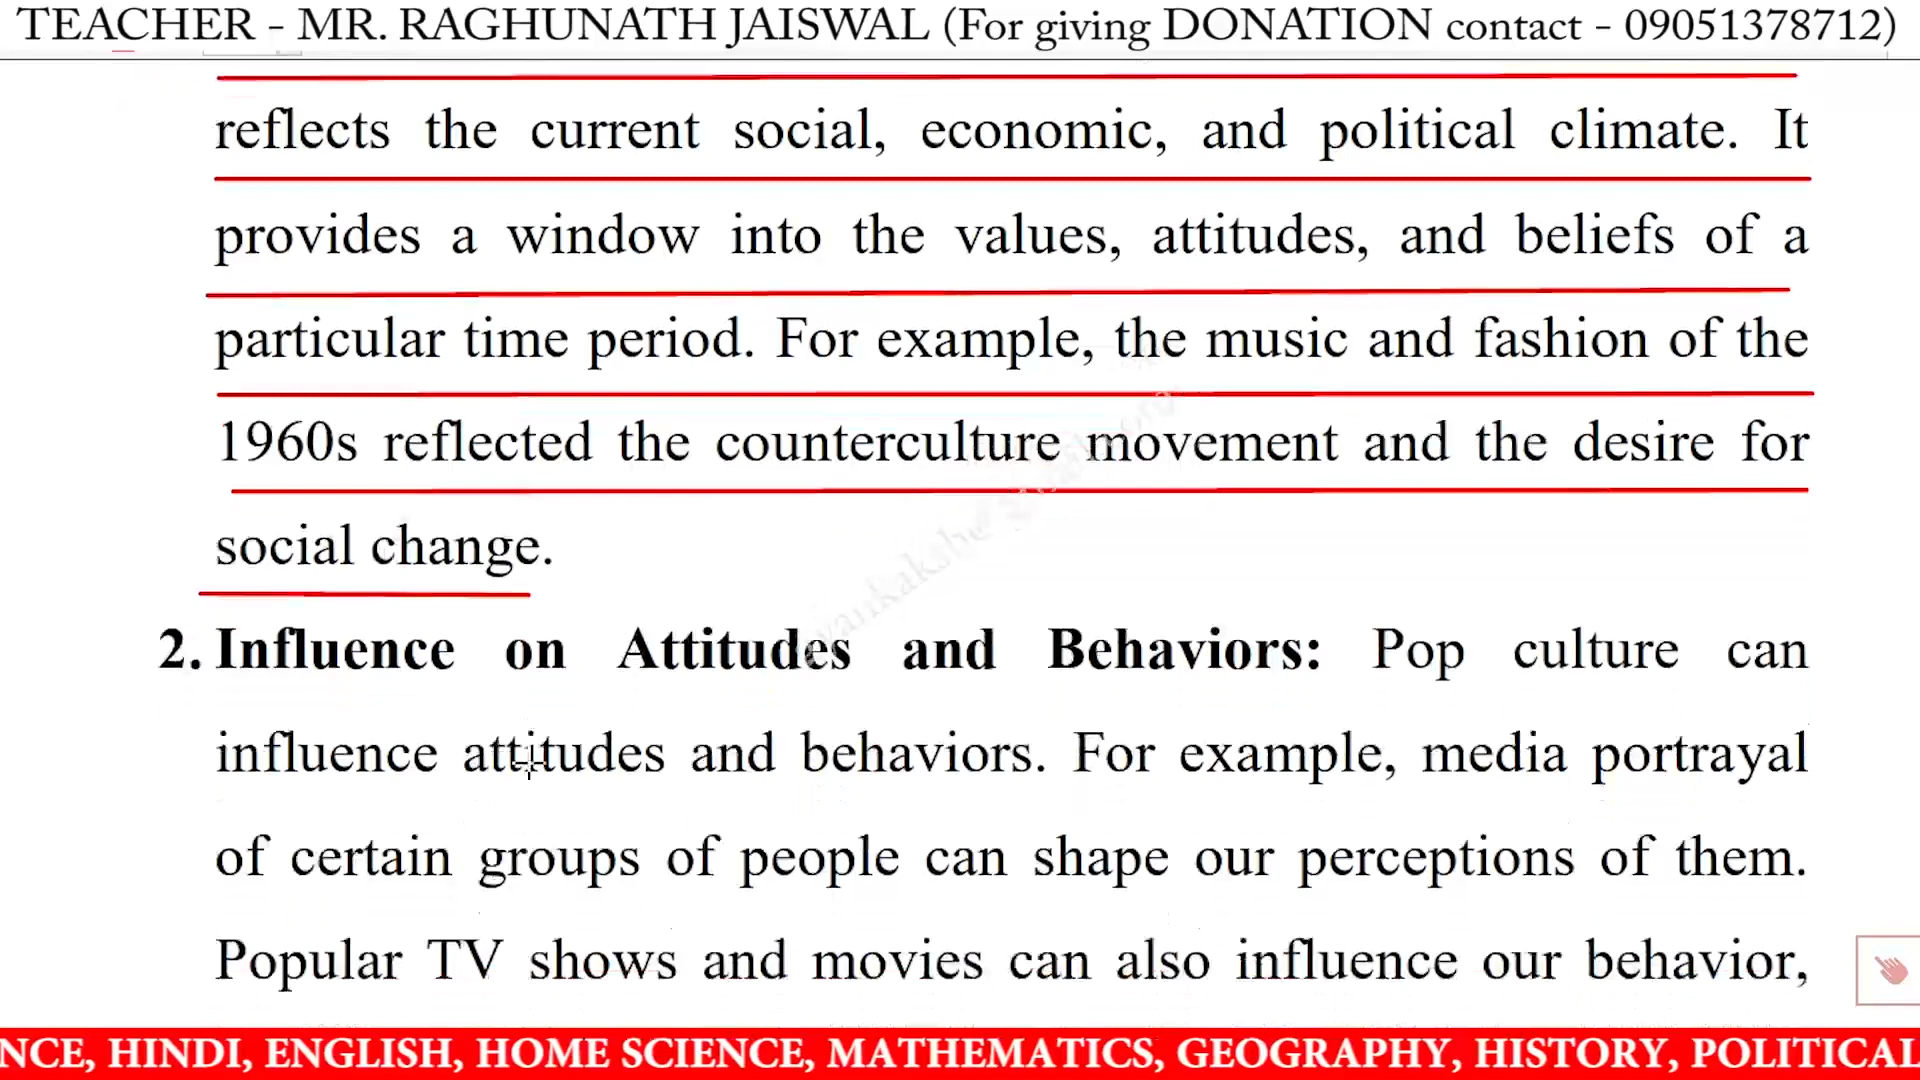 TEACHER - MR. RAGHUNATH JAISWAL (For giving DONATION contact - 09051378712)
reflects the current social, economic, and political climate. It
provides a window into the values, attitudes, and beliefs of a
particular time period. For example, the music and fashion of the
1960s reflected the counterculture movement and the desire for
social change.
2. Influence on Attitudes and Behaviors: Pop culture can
influence attitudes and behaviors. For example, media portrayal
of certain groups of people can shape our perceptions of them.
Popular TV shows and movies can also influence our behavior,
NCE, HINDI, ENGLISH, HOME SCIENCE, MATHEMATICS, GEOGRAPHY, HISTORY, POLITICAL